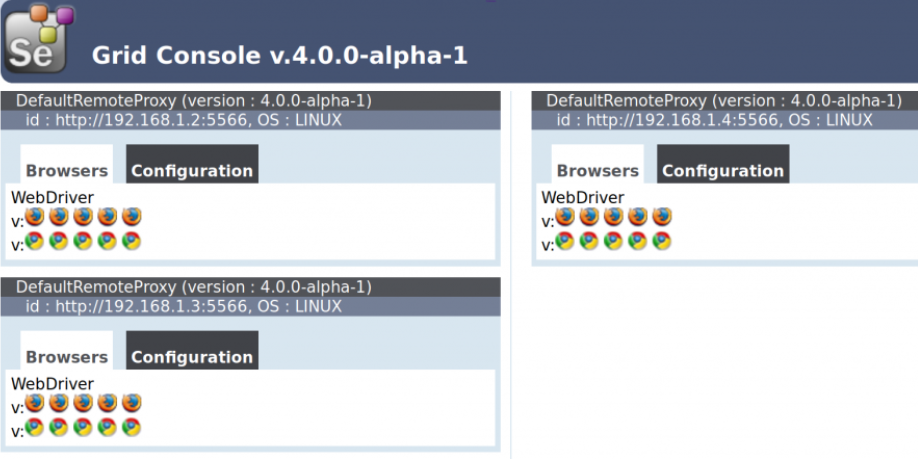 Se
Grid Console v.4.0.0-alpha-1
DefaultRemoteProxy (version : 4.0.0-alpha-1)
id : http://192.168.1.2:5566, OS : LINUX
Browsers
Configuration
WebDriver
v:
v:
DefaultRemoteProxy (version : 4.0.0-alpha-1)
id : http://192.168.1.3:5566, OS : LINUX
Browsers
Configuration
WebDriver
v:
v:
DefaultRemoteProxy (version : 4.0.0-alpha-1)
id : http://192.168.1.4:5566, OS : LINUX
Browsers
Configuration
WebDriver
v:
v: